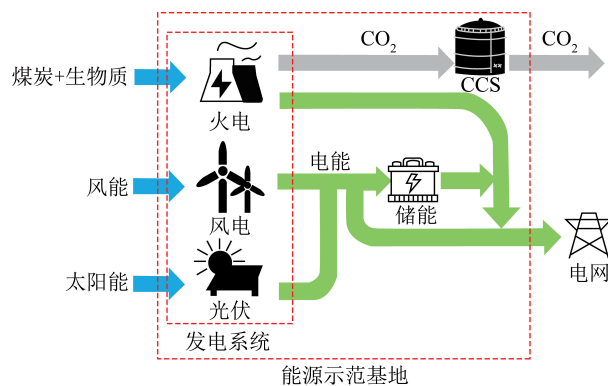 CO₂
CO₂
煤炭+生物质
火电
CCS
电能
风能
风电
储能
太阳能
光伏
电网
发电系统
能源示范基地